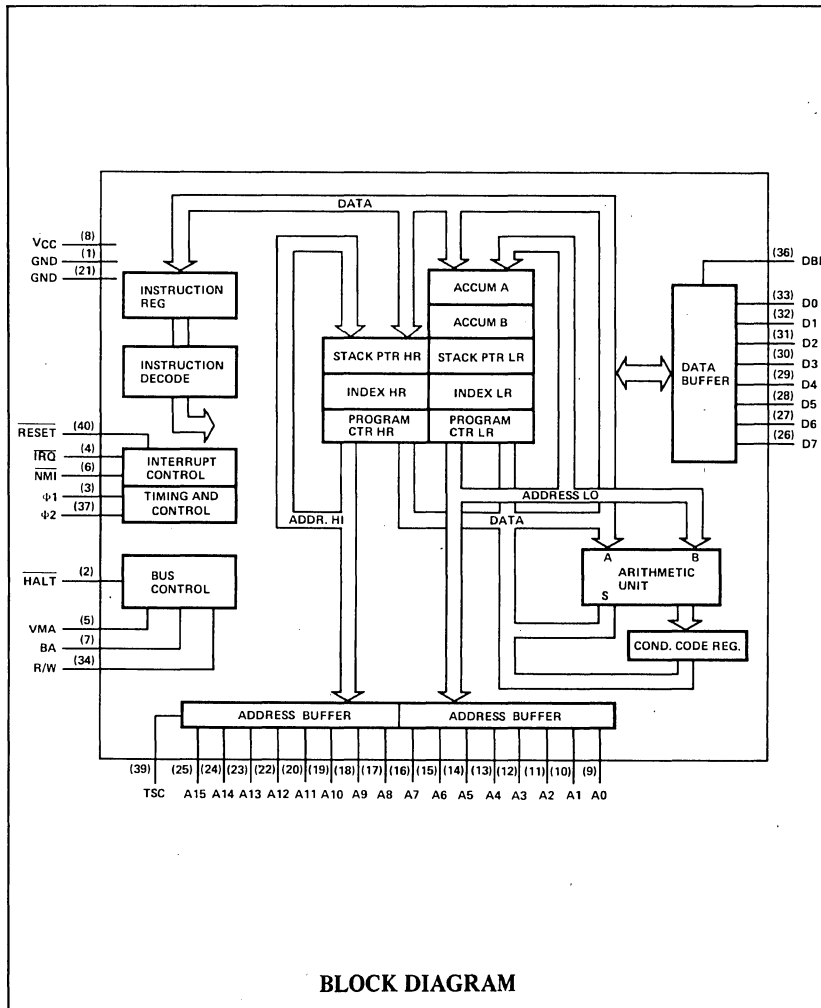 DATA
VCC (8)
GND (1)
GND (21)
INSTRUCTION
REG
INSTRUCTION
DECODE
RESET (40)
IRQ (4)
NMI (6)
φ1 (3)
φ2 (37)
INTERRUPT
CONTROL
TIMING AND
CONTROL
HALT (2)
BUS
CONTROL
VMA (5)
BA (7)
R/W (34)
ACCUM A
ACCUM B
STACK PTR HR
STACK PTR LR
INDEX HR
INDEX LR
PROGRAM
CTR HR
PROGRAM
CTR LR
ADDR. HI
ADDRESS LO
DATA
A
B
ARITHMETIC
UNIT
S
COND. CODE REG.
DATA
BUFFER
(36)
(33) D0
(32) D1
(31) D2
(30) D3
(29) D4
(28) D5
(27) D6
(26) D7
ADDRESS BUFFER
ADDRESS BUFFER
(39) (25) (24) (23) (22) (20) (19) (18) (17) (16) (15) (14) (13) (12) (11) (10) (9)
TSC A15 A14 A13 A12 A11 A10 A9 A8 A7 A6 A5 A4 A3 A2 A1 A0
BLOCK DIAGRAM